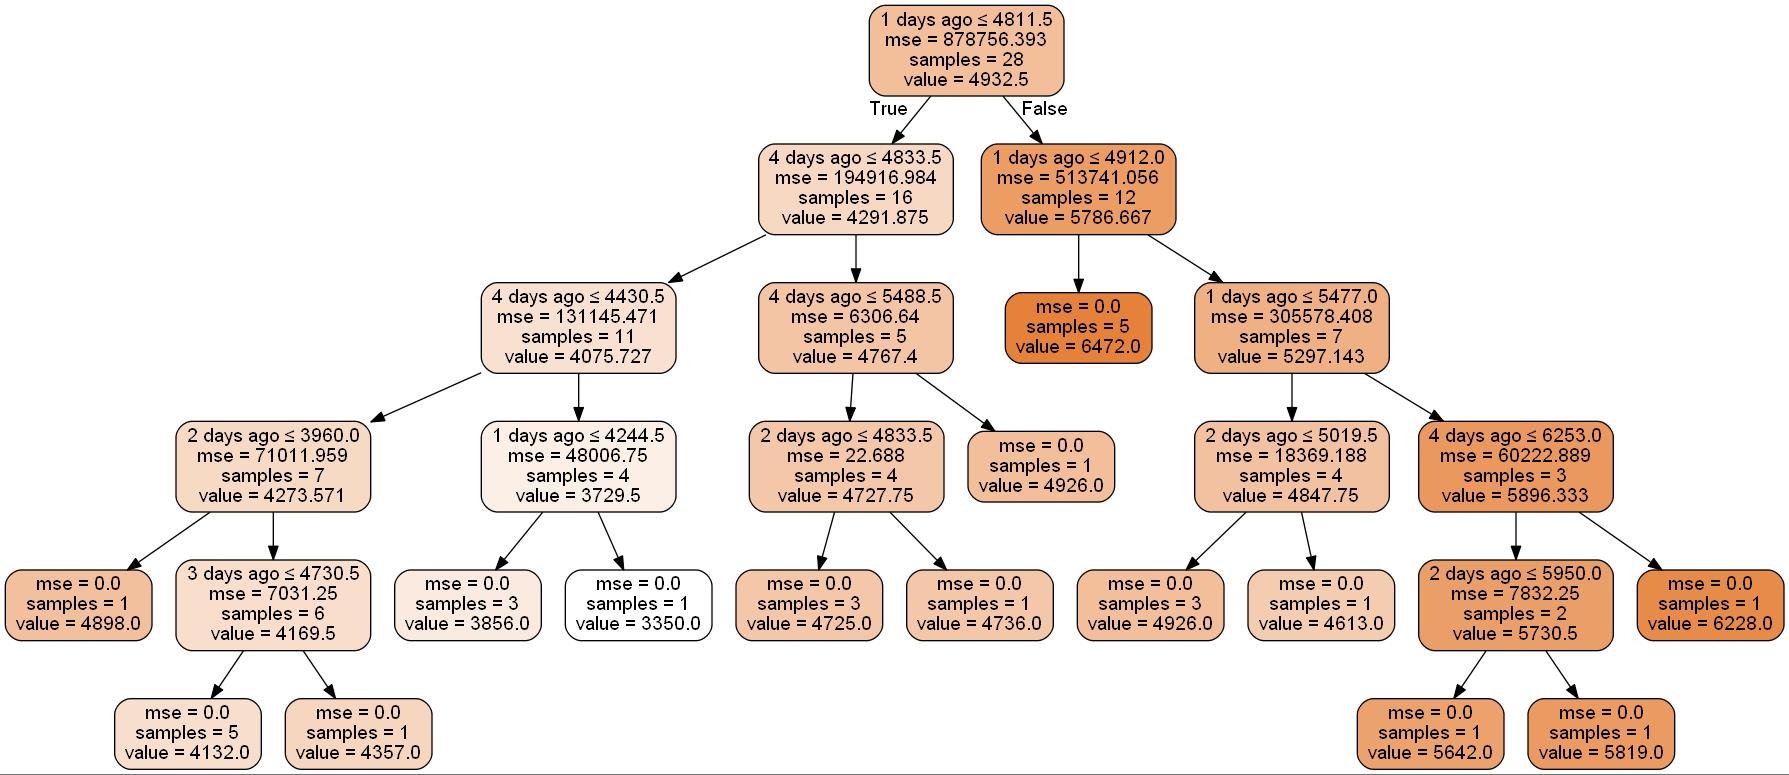 1 days ago ≤ 4811.5
mse = 878756.393
samples = 28
value = 4932.5
True
False
4 days ago ≤ 4833.5
mse = 194916.984
samples = 16
value = 4291.875
1 days ago ≤ 4912.0
mse = 513741.056
samples = 12
value = 5786.667
4 days ago ≤ 4430.5
mse = 131145.471
samples = 11
value = 4075.727
4 days ago ≤ 5488.5
mse = 6306.64
samples = 5
value = 4767.4
mse = 0.0
samples = 5
value = 6472.0
1 days ago ≤ 5477.0
mse = 305578.408
samples = 7
value = 5297.143
2 days ago ≤ 3960.0
mse = 71011.959
samples = 7
value = 4273.571
1 days ago ≤ 4244.5
mse = 48006.75
samples = 4
value = 3729.5
2 days ago ≤ 4833.5
mse = 22.688
samples = 4
value = 4727.75
mse = 0.0
samples = 1
value = 4926.0
2 days ago ≤ 5019.5
mse = 18369.188
samples = 4
value = 4847.75
4 days ago ≤ 6253.0
mse = 60222.889
samples = 3
value = 5896.333
mse = 0.0
samples = 1
value = 4898.0
3 days ago ≤ 4730.5
mse = 7031.25
samples = 6
value = 4169.5
mse = 0.0
samples = 3
value = 3856.0
mse = 0.0
samples = 1
value = 3350.0
mse = 0.0
samples = 3
value = 4725.0
mse = 0.0
samples = 1
value = 4736.0
mse = 0.0
samples = 3
value = 4926.0
mse = 0.0
samples = 1
value = 4613.0
2 days ago ≤ 5950.0
mse = 7832.25
samples = 2
value = 5730.5
mse = 0.0
samples = 1
value = 6228.0
mse = 0.0
samples = 5
value = 4132.0
mse = 0.0
samples = 1
value = 4357.0
mse = 0.0
samples = 1
value = 5642.0
mse = 0.0
samples = 1
value = 5819.0